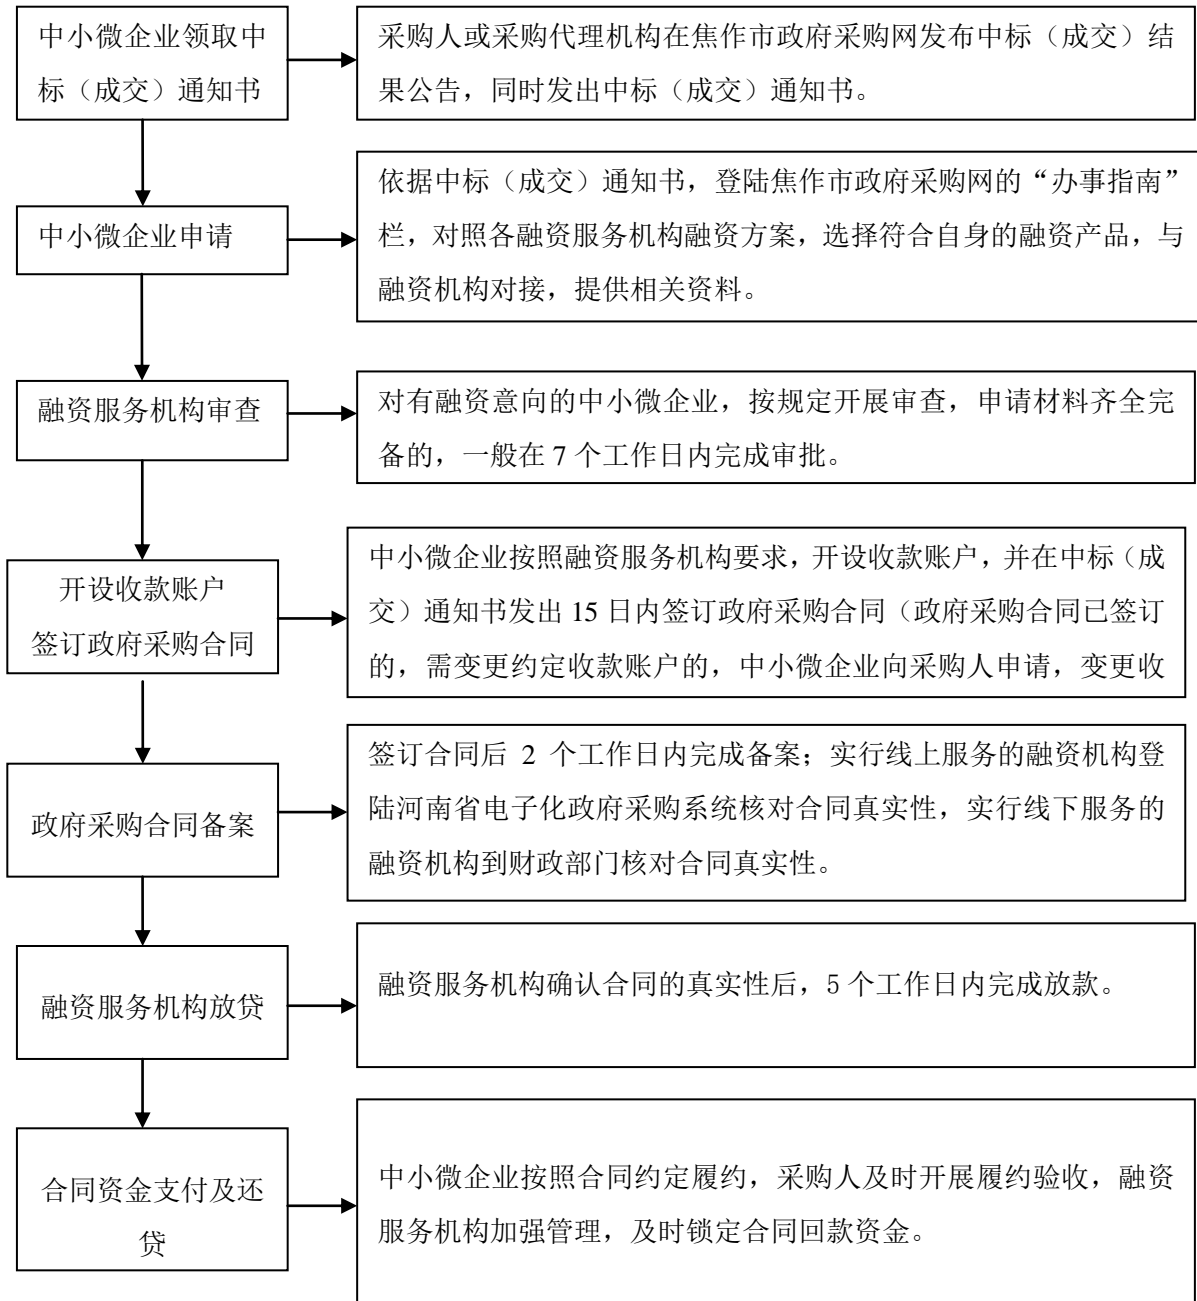 中小微企业领取中
标（成交）通知书
采购人或采购代理机构在焦作市政府采购网发布中标（成交）结
果公告，同时发出中标（成交）通知书。
中小微企业申请
依据中标（成交）通知书，登陆焦作市政府采购网的“办事指南”
栏，对照各融资服务机构融资方案，选择符合自身的融资产品，与
融资机构对接，提供相关资料。
融资服务机构审查
对有融资意向的中小微企业，按规定开展审查，申请材料齐全完
备的，一般在 7 个工作日内完成审批。
开设收款账户
签订政府采购合同
中小微企业按照融资服务机构要求，开设收款账户，并在中标（成
交）通知书发出 15 日内签订政府采购合同（政府采购合同已签订
的，需变更约定收款账户的，中小微企业向采购人申请，变更收
政府采购合同备案
签订合同后 2 个工作日内完成备案；实行线上服务的融资机构登
陆河南省电子化政府采购系统核对合同真实性，实行线下服务的
融资机构到财政部门核对合同真实性。
融资服务机构放贷
融资服务机构确认合同的真实性后，5 个工作日内完成放款。
合同资金支付及还
贷
中小微企业按照合同约定履约，采购人及时开展履约验收，融资
服务机构加强管理，及时锁定合同回款资金。